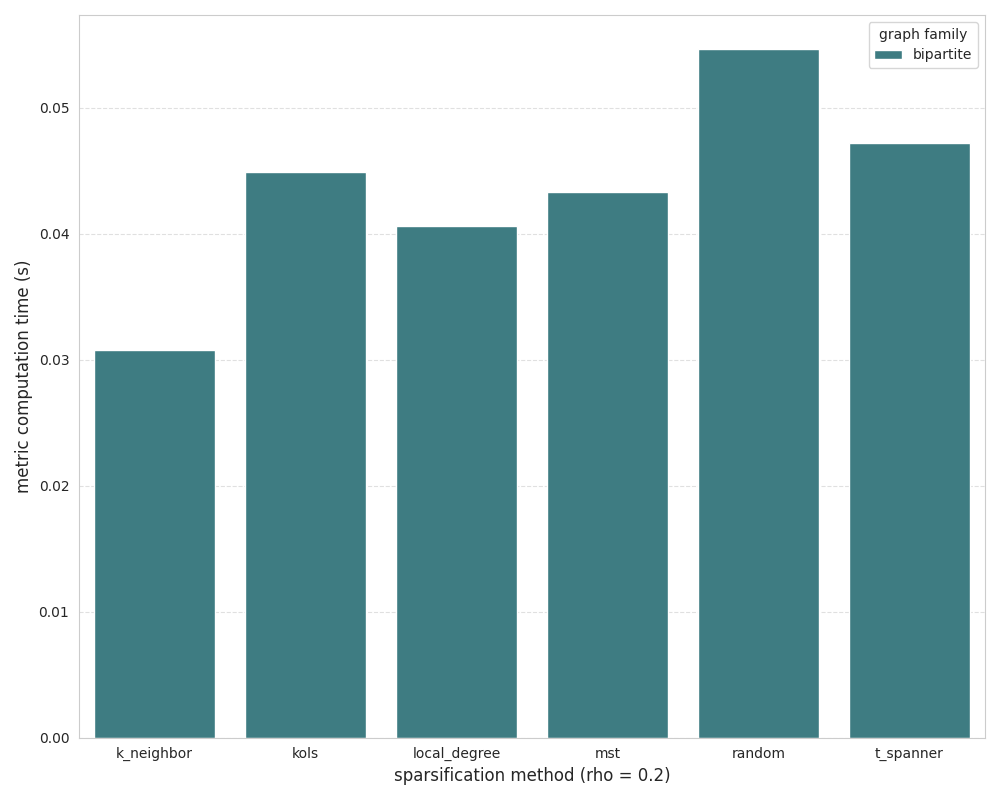 graph family
bipartite
metric computation time (s)
0.05
0.04
0.03
0.02
0.01
0.00
k_neighbor kols local_degree mst random t_spanner
sparsification method (rho = 0.2)